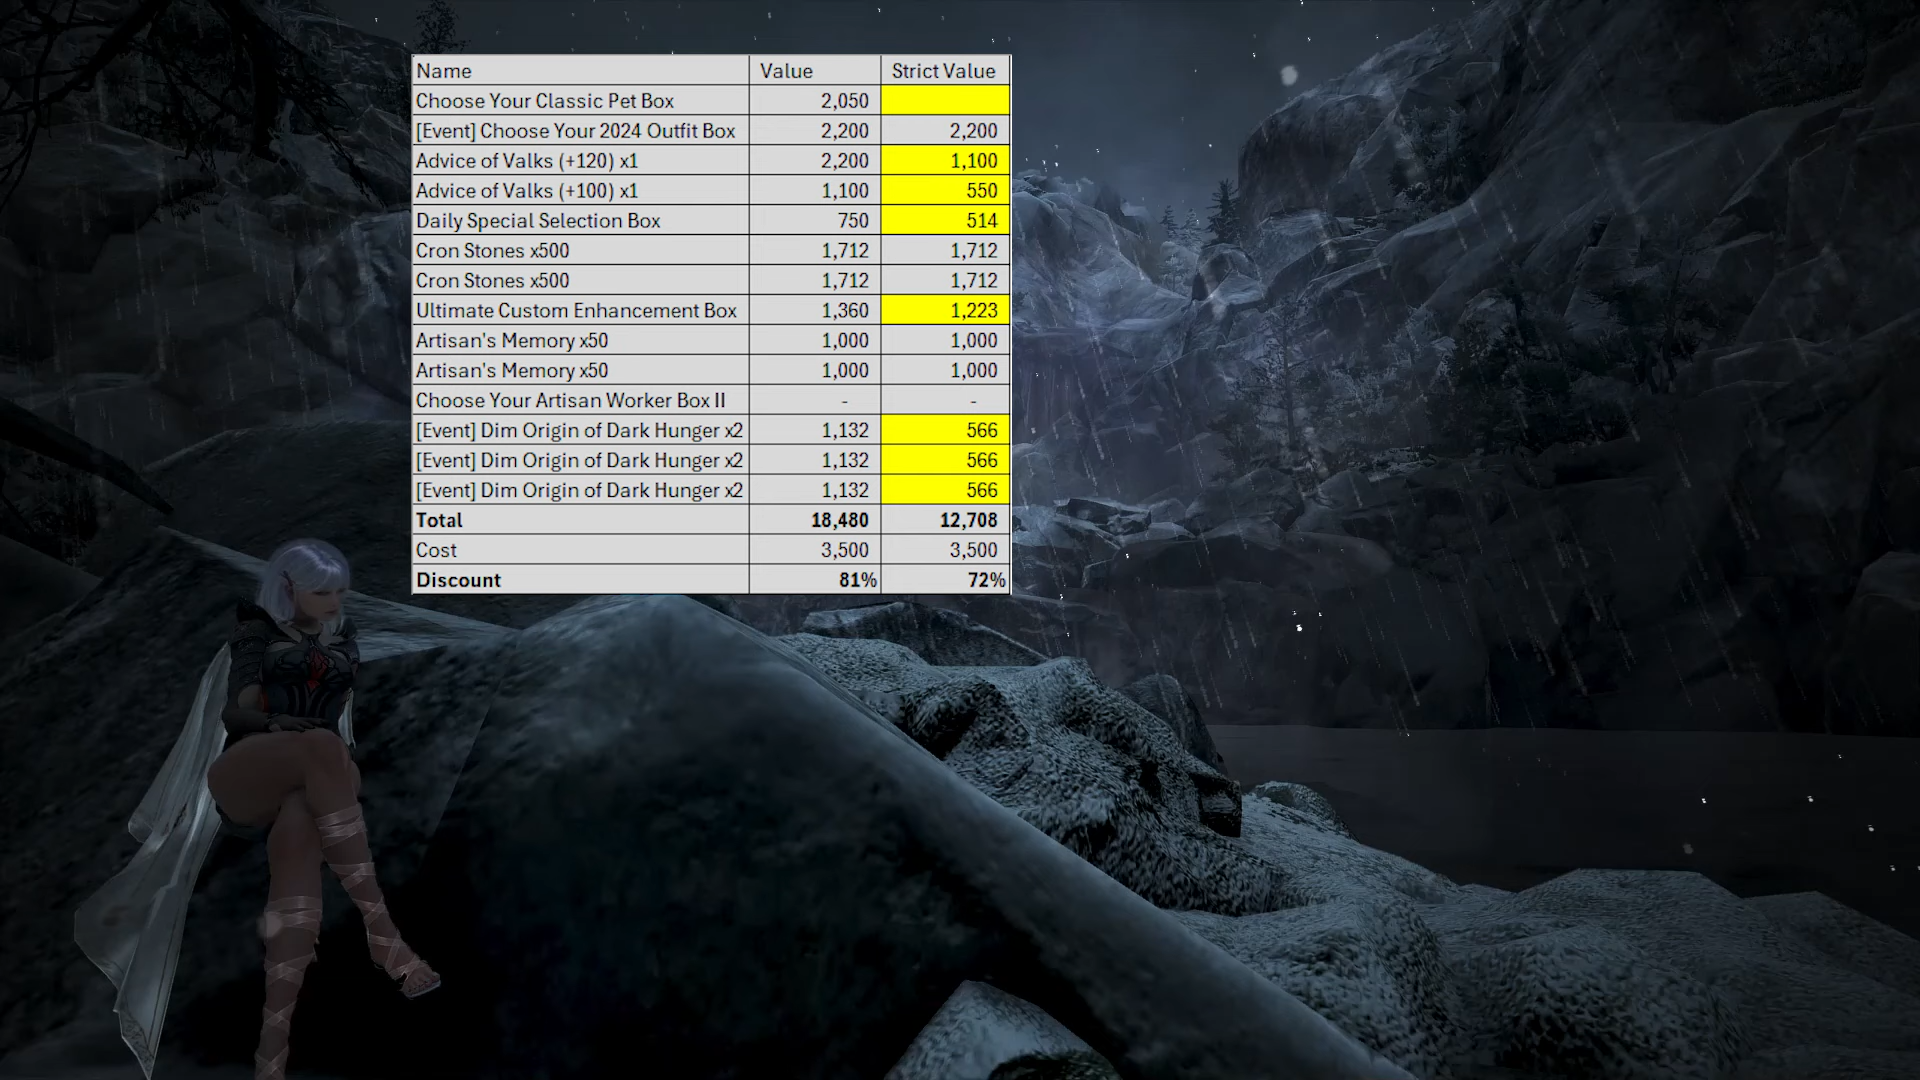 Name Value Strict Value
Choose Your Classic Pet Box 2,050
[Event] Choose Your 2024 Outfit Box 2,200 2,200
Advice of Valks (+120) x1 2,200 1,100
Advice of Valks (+100) x1 1,100 550
Daily Special Selection Box 750 514
Cron Stones x500 1,712 1,712
Cron Stones x500 1,712 1,712
Ultimate Custom Enhancement Box 1,360 1,223
Artisan's Memory x50 1,000 1,000
Artisan's Memory x50 1,000 1,000
Choose Your Artisan Worker Box II - -
[Event] Dim Origin of Dark Hunger x2 1,132 566
[Event] Dim Origin of Dark Hunger x2 1,132 566
[Event] Dim Origin of Dark Hunger x2 1,132 566
Total 18,480 12,708
Cost 3,500 3,500
Discount 81% 72%